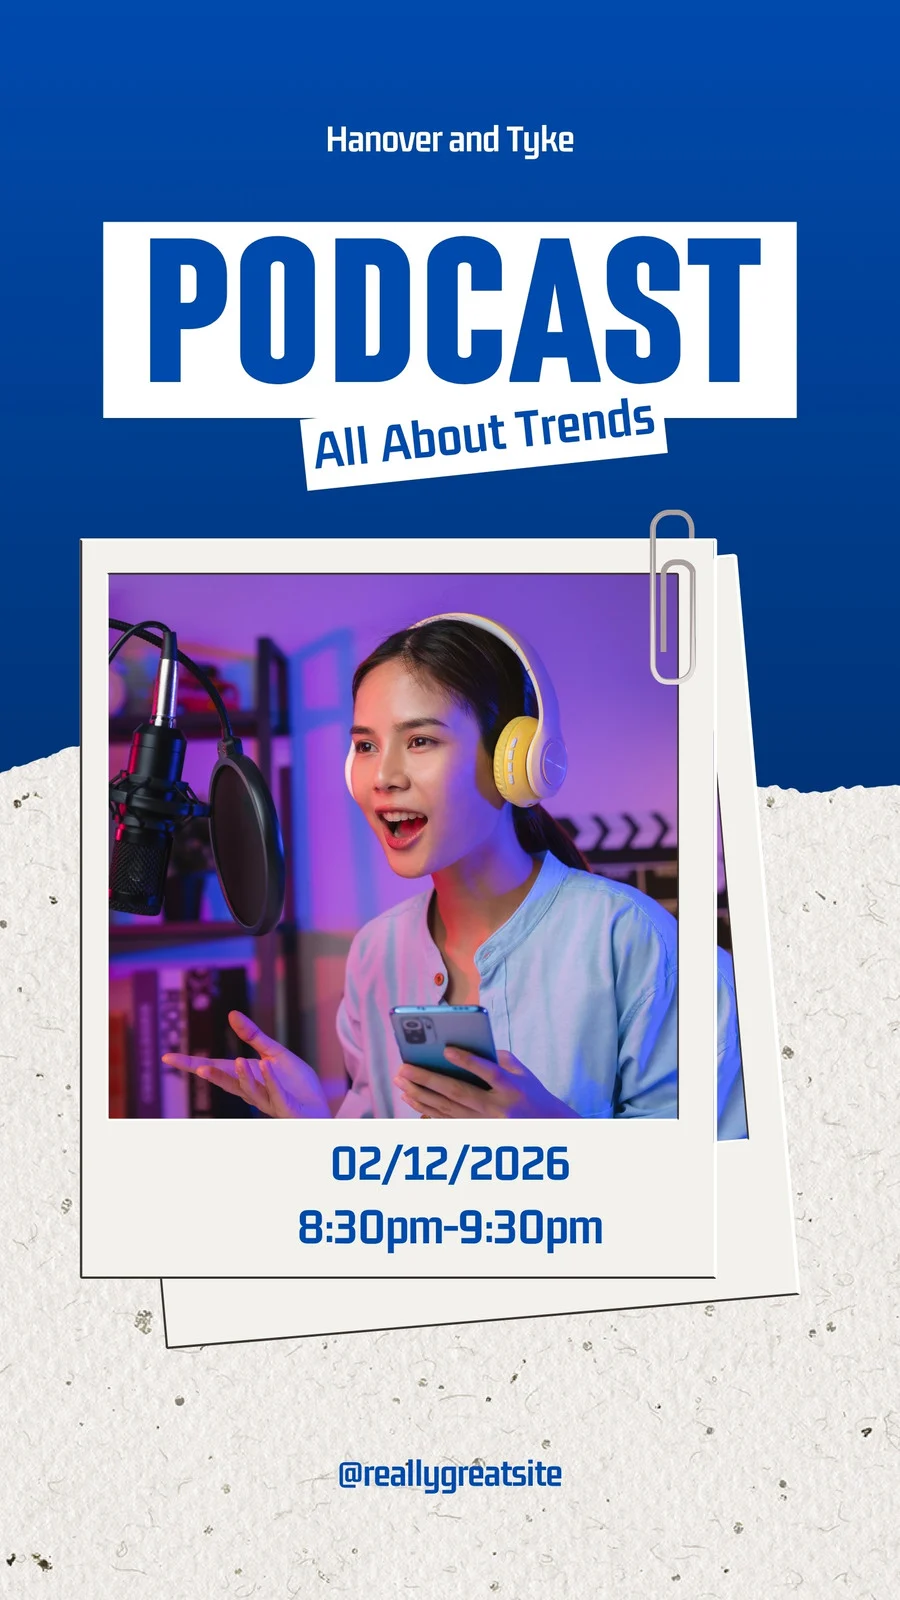 Hanover and Tyke
PODCAST
All About Trends
02/12/2026
8:30pm-9:30pm
@reallygreatsite